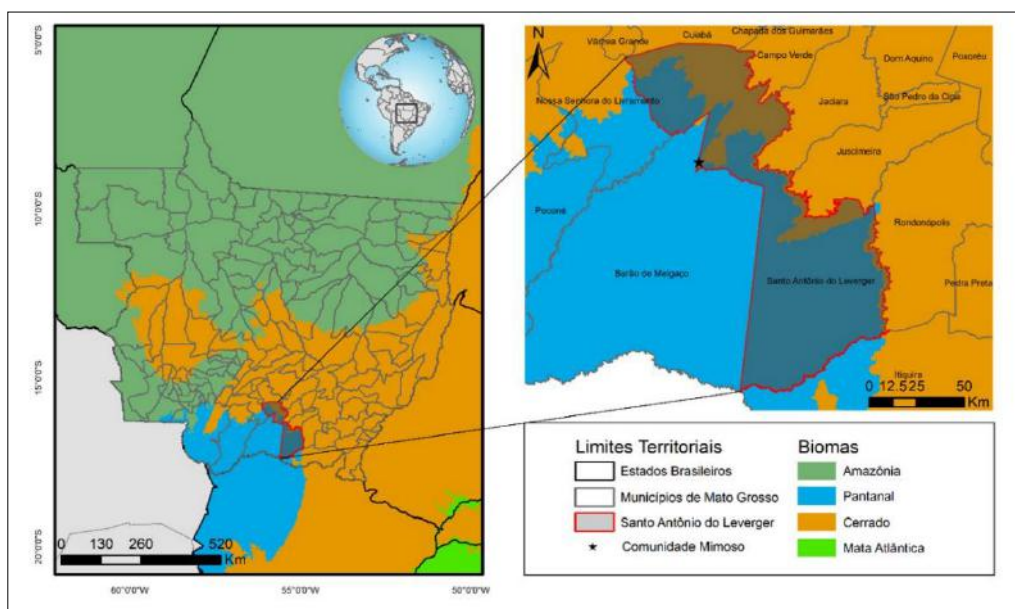 5°0'0"S
10°0'0"S
15°0'0"S
20°0'0"S
0 130 260 520
Km
60°0'0"W 55°0'0"W 50°0'0"W
N
Várzea Grande Cuiabá Chapada dos Guimarães
Campo Verde Dom Aquino Poxoréu
Nossa Senhora do Livramento Jaciara São Pedro da Cipa
Juscimeira
Poconé Rondonópolis
Barão de Melgaço Santo Antônio do Leverger
Pedra Preta
Itiquira
0 12.5 25 50
Km
Limites Territoriais
Estados Brasileiros
Municípios de Mato Grosso
Santo Antônio do Leverger
Comunidade Mimoso
Biomas
Amazônia
Pantanal
Cerrado
Mata Atlântica